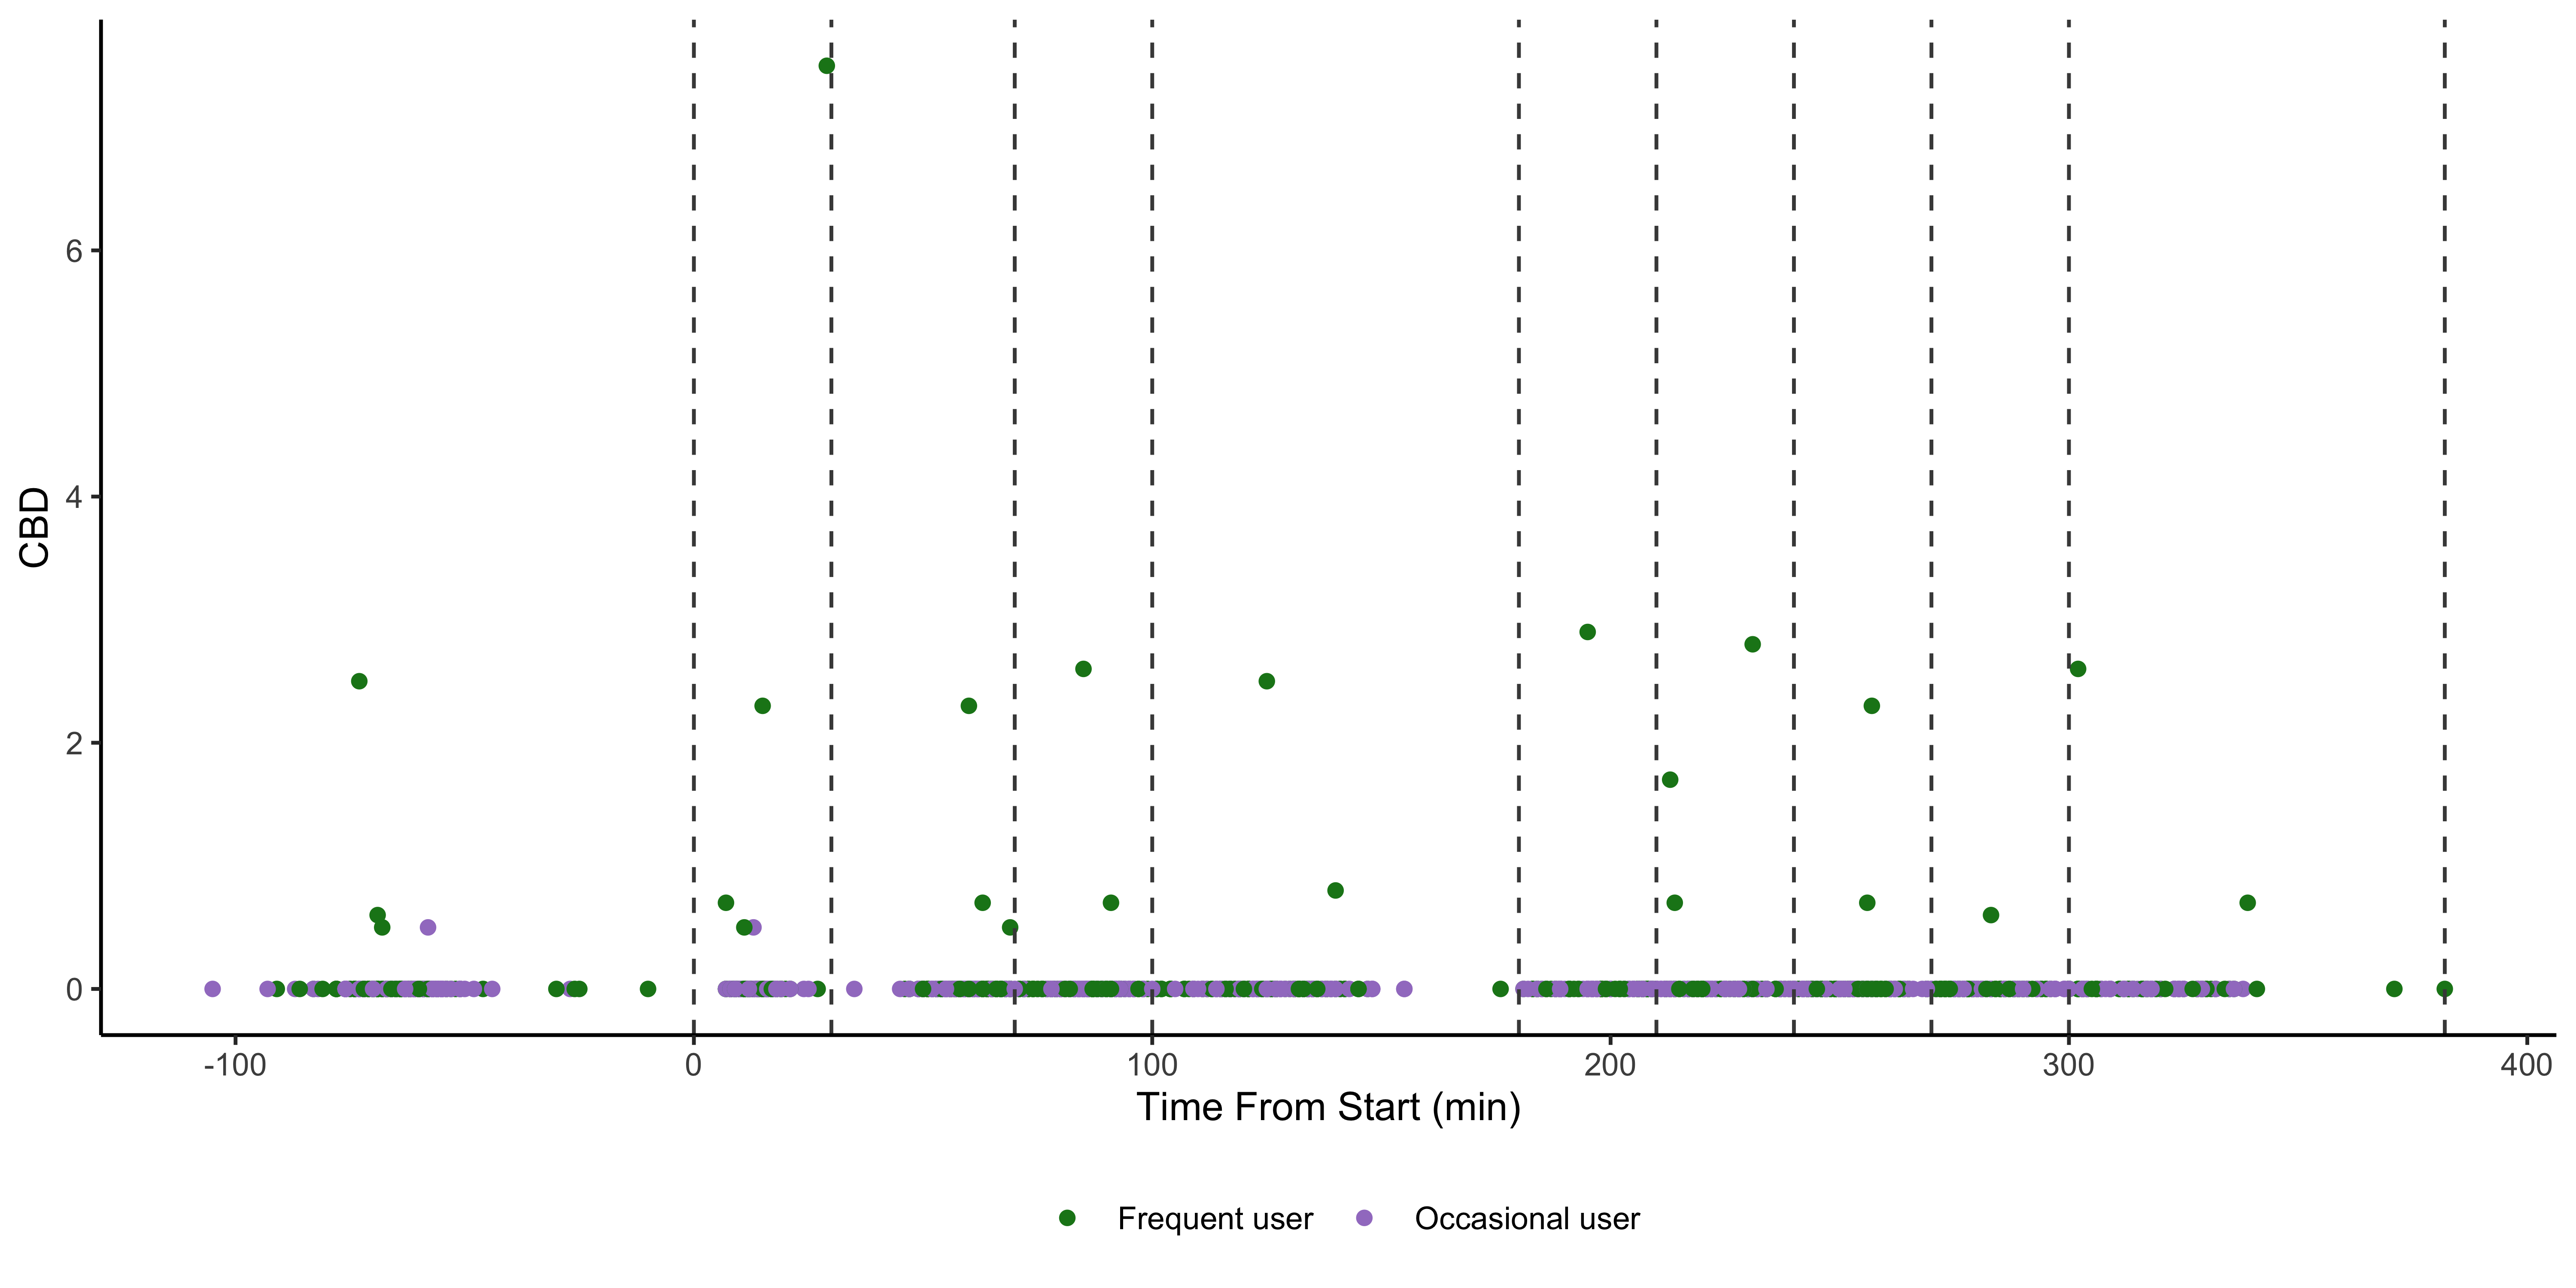 CBD
6
4
2
0
-100 0 100 200 300 400
Time From Start (min)
Frequent user Occasional user